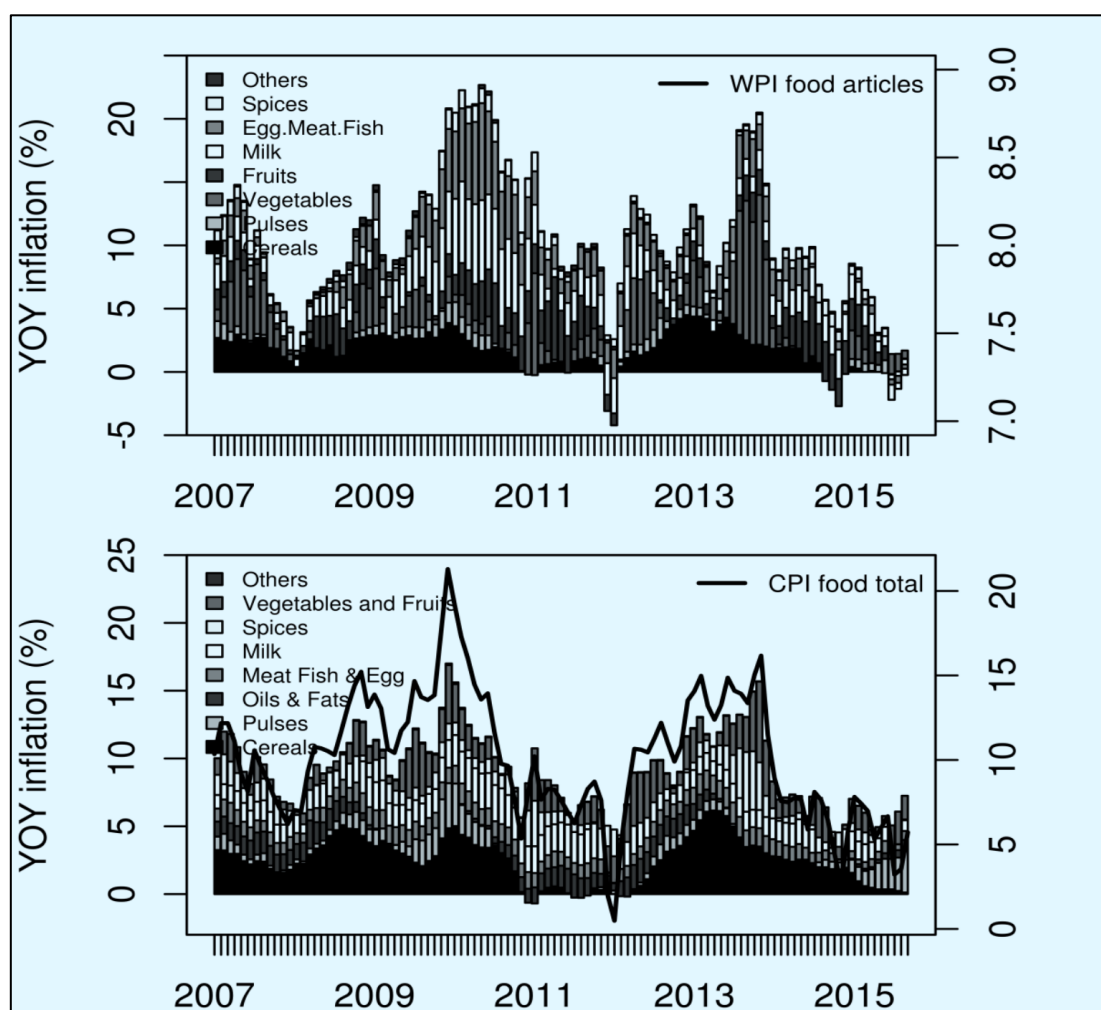 YOY inflation (%)
20
10
5
0
-5
Others
Spices
Egg.Meat.Fish
Milk
Fruits
Vegetables
Pulses
Cereals
WPI food articles
9.0
8.5
8.0
7.5
7.0
2007 2009 2011 2013 2015
YOY inflation (%)
25
20
15
10
5
0
Others
Vegetables and Fruits
Spices
Milk
Meat Fish & Egg
Oils & Fats
Pulses
Cereals
CPI food total
20
15
10
5
0
2007 2009 2011 2013 2015